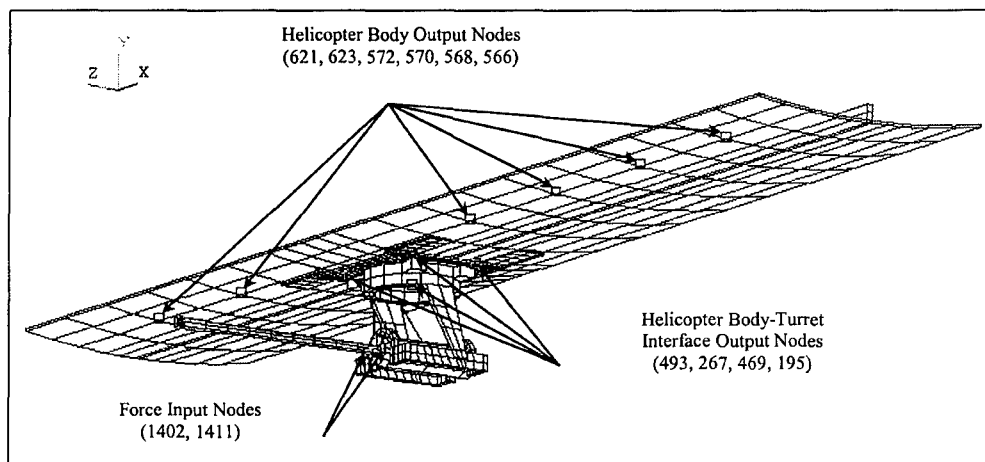 Helicopter Body Output Nodes
(621, 623, 572, 570, 568, 566)
Y
Z X
Helicopter Body-Turret
Interface Output Nodes
(493, 267, 469, 195)
Force Input Nodes
(1402, 1411)